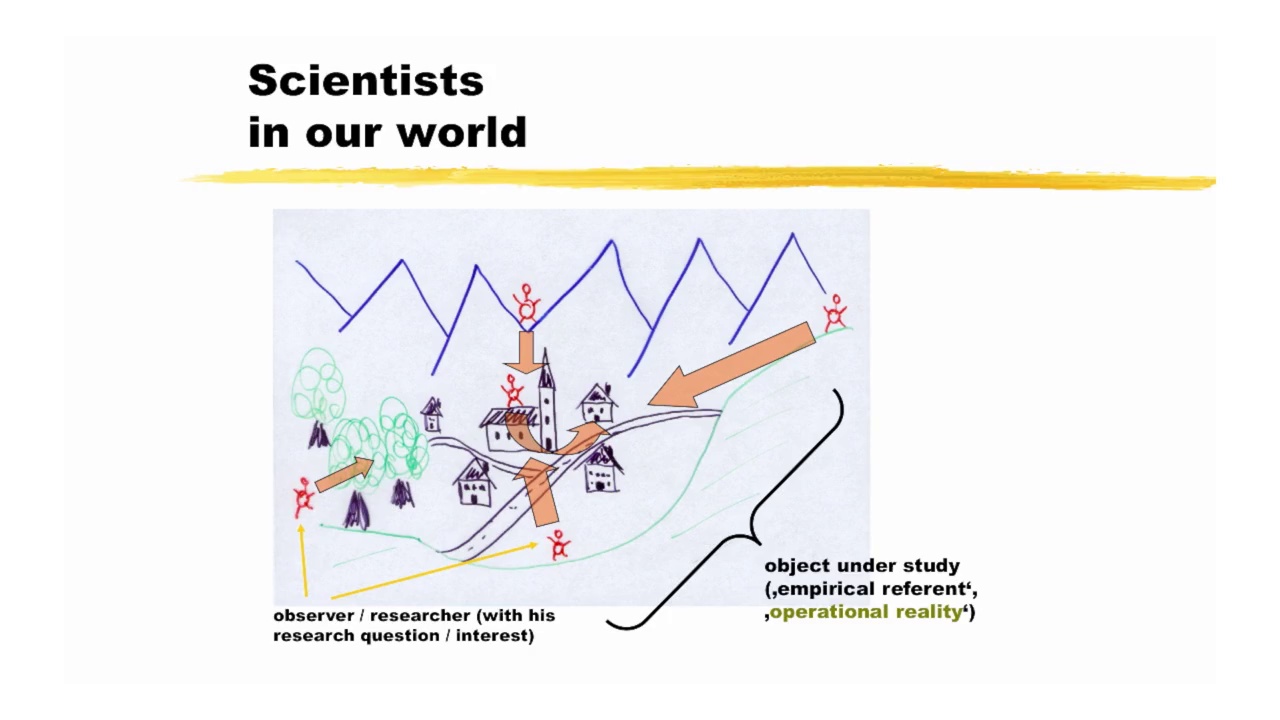 Scientists
in our world
object under study
(‚empirical referent‘,
‚operational reality‘)
observer / researcher (with his
research question / interest)